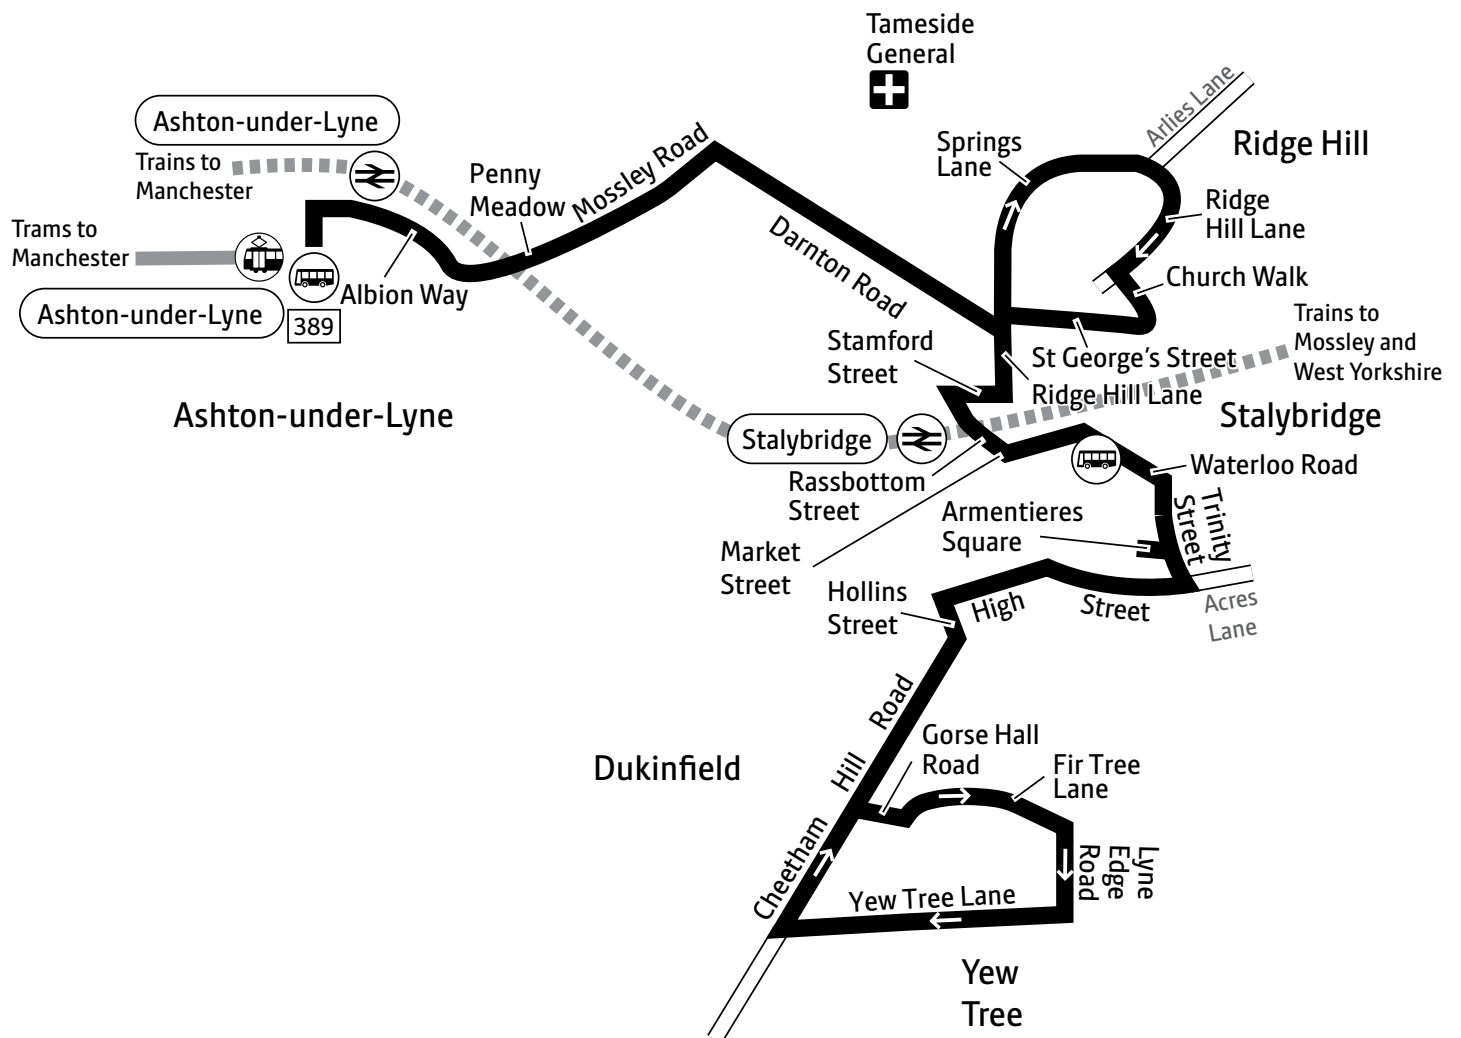 Tameside
General
Ashton-under-Lyne
Trains to
Manchester
Trams to
Manchester
Ashton-under-Lyne
389
Albion Way
Penny
Meadow
Mossley Road
Darnton Road
Springs
Lane
Arlies Lane
Ridge Hill
Ridge
Hill Lane
Church Walk
St George's Street
Ridge Hill Lane
Trains to
Mossley and
West Yorkshire
Stamford
Street
Ashton-under-Lyne
Stalybridge
Stalybridge
Rassbottom
Street
Waterloo Road
Market
Street
Armentieres
Square
Trinity
Street
Hollins
Street
High
Street
Acres
Lane
Dukinfield
Cheetham
Hill
Road
Gorse Hall
Road
Fir Tree
Lane
Lyne
Edge
Road
Yew Tree Lane
Yew
Tree